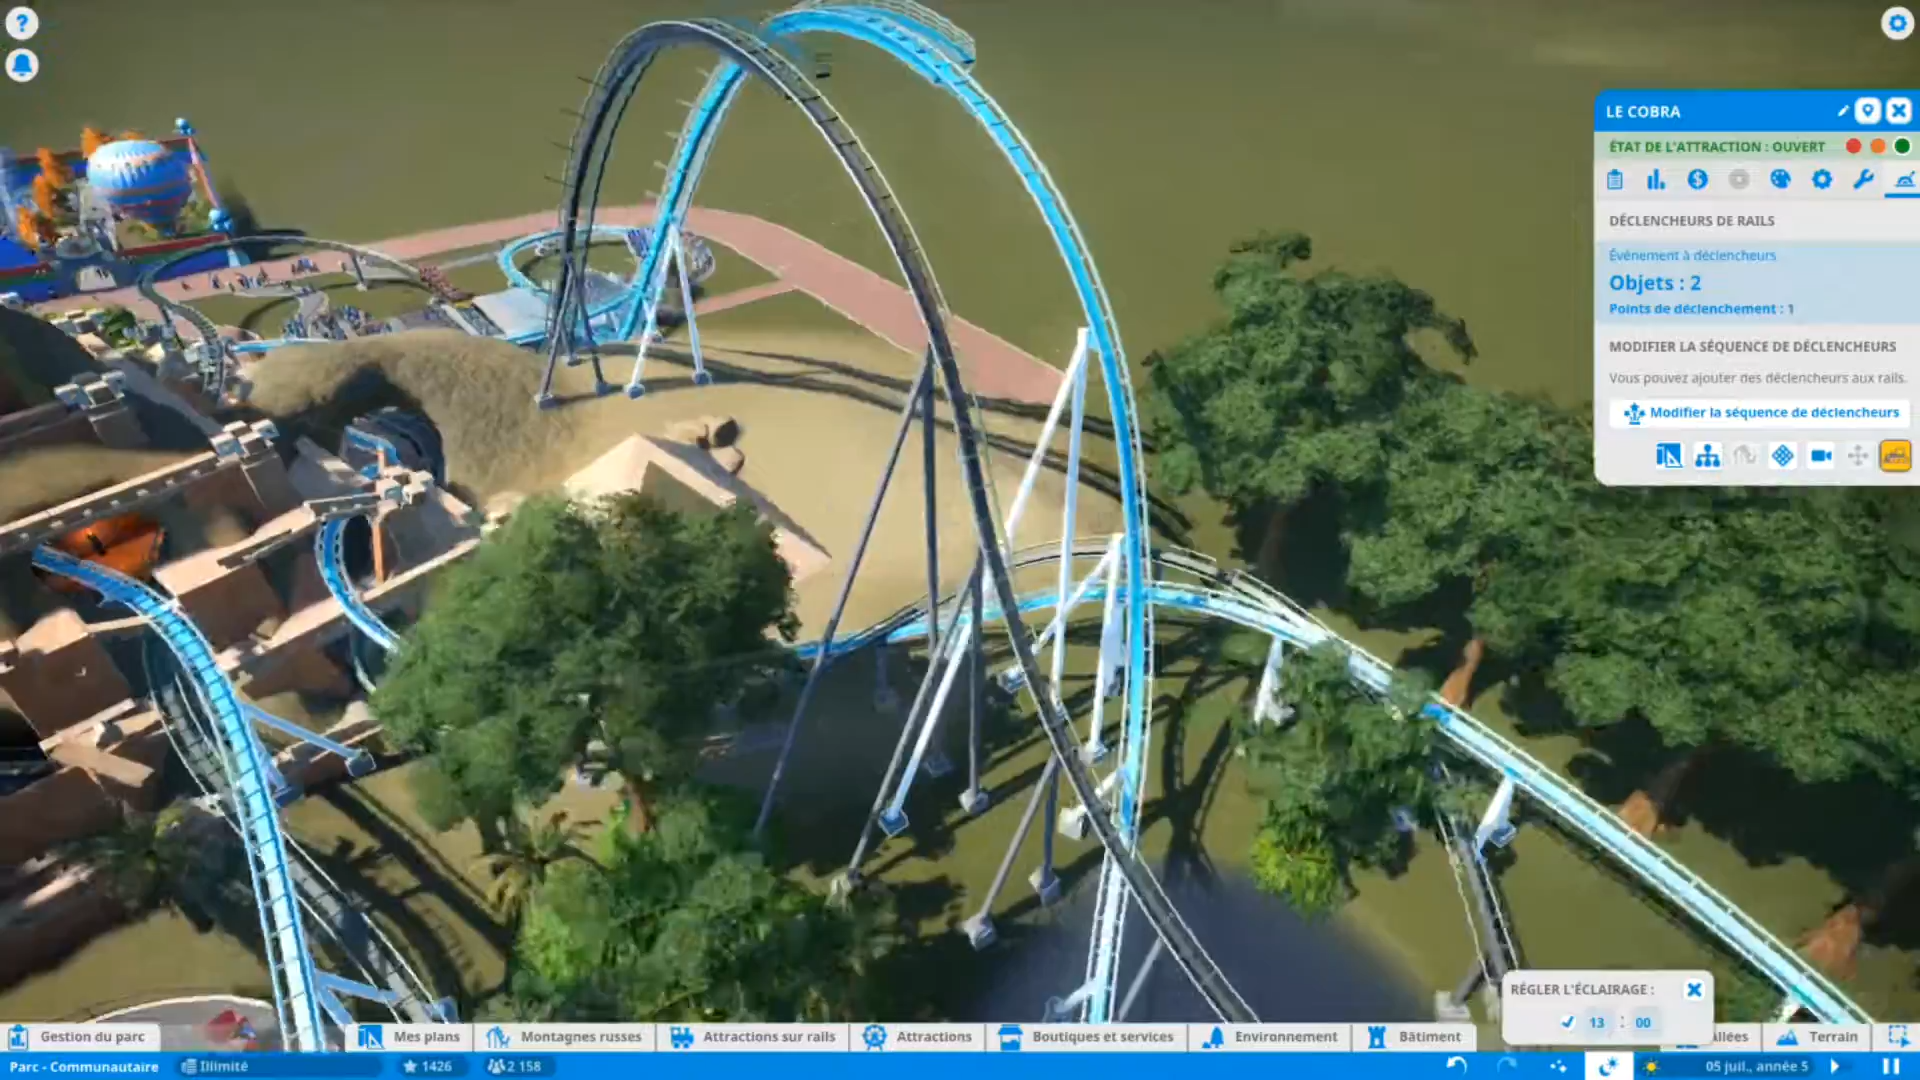 ?
LE COBRA
ÉTAT DE L'ATTRACTION : OUVERT
DÉCLENCHEURS DE RAILS
Événement à déclencheurs
Objets : 2
Points de déclenchement : 1
MODIFIER LA SÉQUENCE DE DÉCLENCHEURS
Vous pouvez ajouter des déclencheurs aux rails.
Modifier la séquence de déclencheurs
RÉGLER L'ÉCLAIRAGE :
13 : 00
Gestion du parc
Mes plans
Montagnes russes
Attractions sur rails
Attractions
Boutiques et services
Environnement
Bâtiment
llées
Terrain
Parc - Communautaire
Illimité
1426
2 158
05 juil., année 5